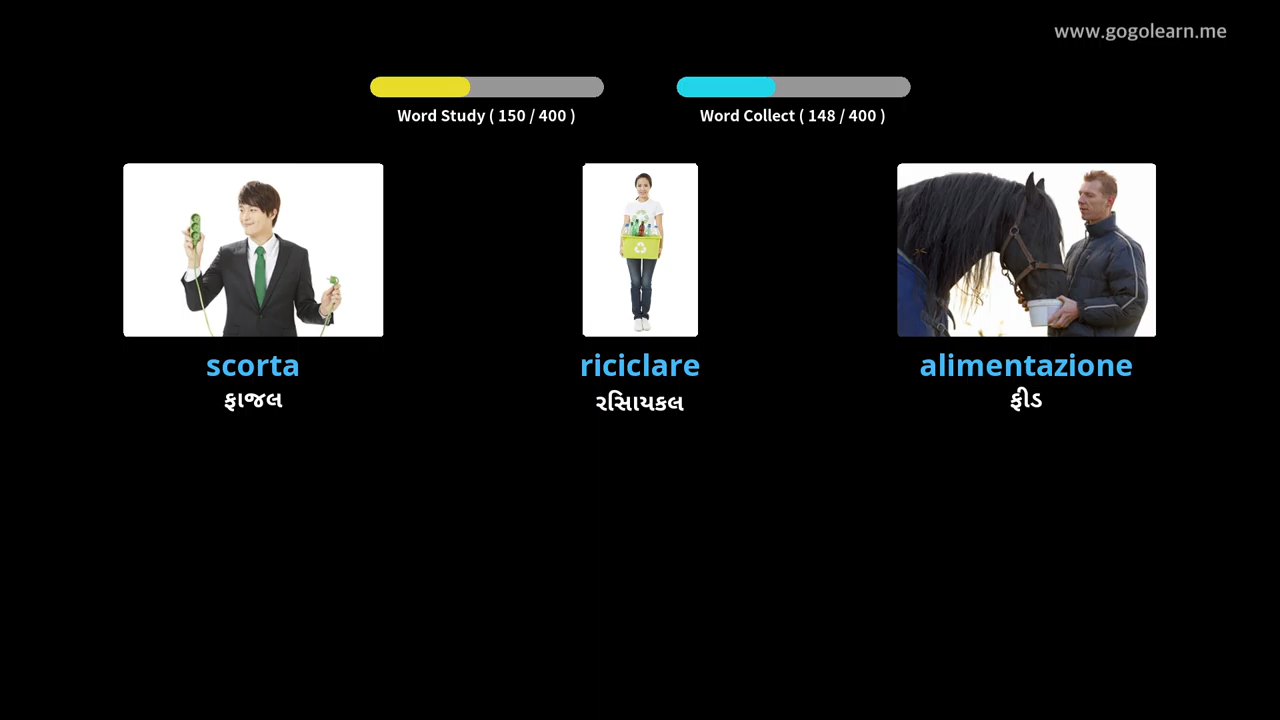 www.gogolearn.me
Word Study ( 150 / 400 )
Word Collect ( 148 / 400 )
scorta
ફાજલ
riciclare
રિસાયકલ
alimentazione
ફીડ